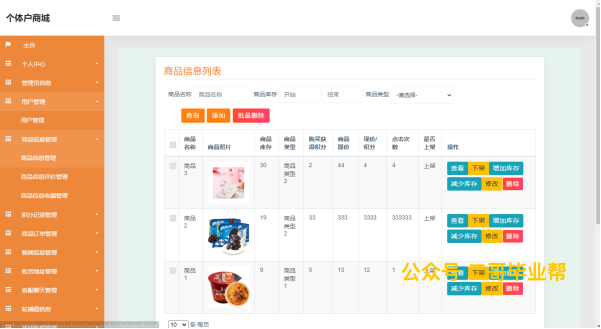 个体户商城
主页
个人中心
管理员信息
用户管理
用户管理
商品信息管理
商品信息管理
商品信息评价管理
商品信息收藏管理
积分记录管理
商品订单管理
新闻信息管理
收货地址管理
客服聊天管理
轮播图信息
商品信息列表
商品名称 商品名称 商品库存 开始 结束 商品类型 -请选择-
查询 添加 批量删除
商品名称 商品照片 商品库存 商品类型 购买获得积分 商品原价 现价/积分 点击次数 是否上架 操作
商品3 30 商品类型2 2 44 4 4 上架 查看 下架 增加库存
减少库存 修改 删除
商品2 19 商品类型2 33 333 3333 333333 上架 查看 下架 增加库存
减少库存 修改 删除
商品1 9 商品类型1 5 13 12 1
减少库存 修改 删除
公众号 二哥毕业帮
10 条 每页